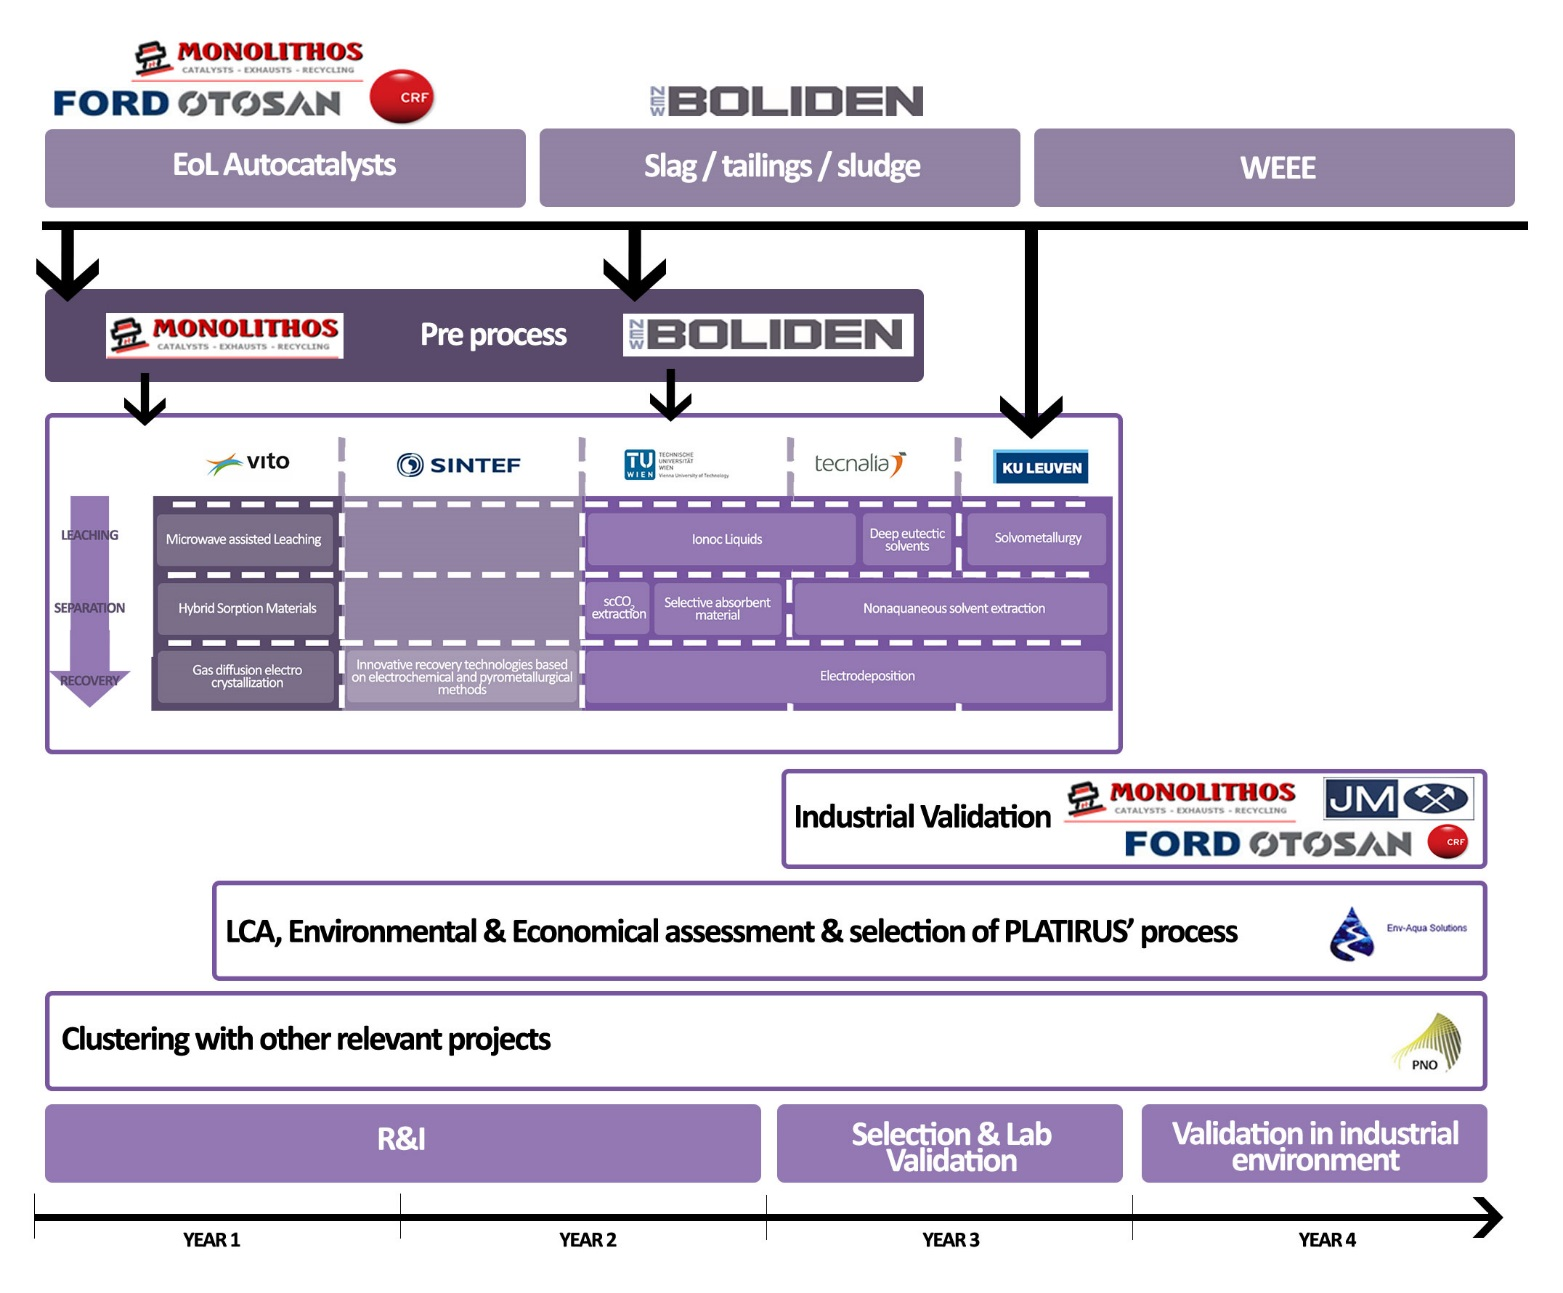 MONOLITHOS
CATALYSTS - EXHAUSTS - RECYCLING
FORD OTOSAN
CRF
NEW BOLIDEN
EoL Autocatalysts
Slag / tailings / sludge
WEEE
MONOLITHOS
CATALYSTS - EXHAUSTS - RECYCLING
Pre process
NEW BOLIDEN
vito
SINTEF
TU
WIEN
TECHNISCHE
UNIVERSITÄT
WIEN
Vienna University of Technology
tecnalia
KU LEUVEN
LEACHING
Microwave assisted Leaching
Ionoc Liquids
Deep eutectic
solvents
Solvometallurgy
SEPARATION
Hybrid Sorption Materials
scCO2
extraction
Selective absorbent
material
Nonaquaneous solvent extraction
RECOVERY
Gas diffusion electro
crystallization
Innovative recovery technologies based
on electrochemical and pyrometallurgical
methods
Electrodeposition
Industrial Validation
MONOLITHOS
CATALYSTS - EXHAUSTS - RECYCLING
JM
FORD OTOSAN
CRF
LCA, Environmental & Economical assessment & selection of PLATIRUS’ process
Env-Aqua Solutions
Clustering with other relevant projects
PNO
R&I
Selection & Lab
Validation
Validation in industrial
environment
YEAR 1
YEAR 2
YEAR 3
YEAR 4